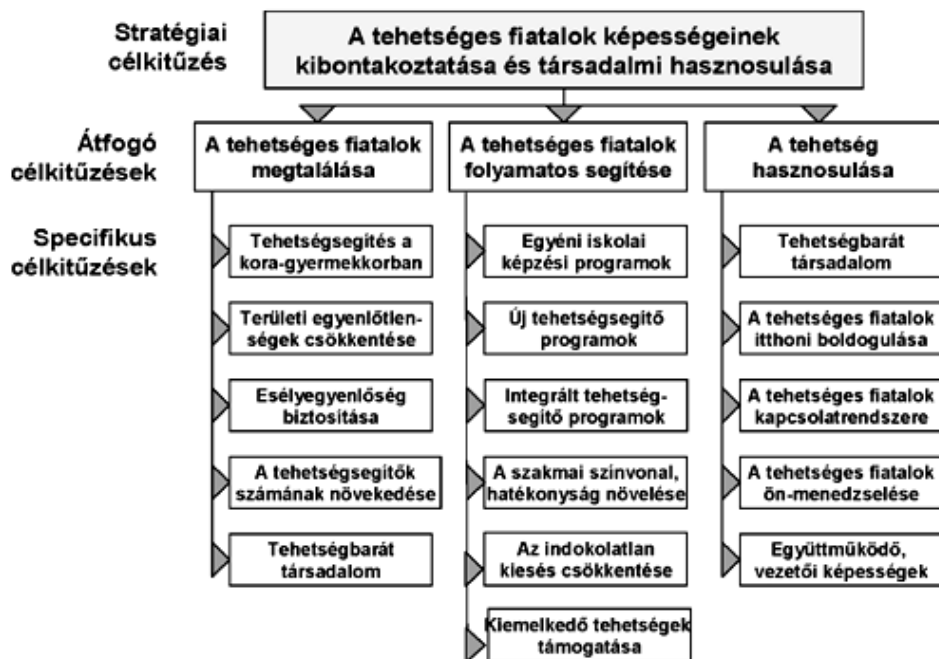 Stratégiai
célkitűzés
A tehetséges fiatalok képességeinek
kibontakoztatása és társadalmi hasznosulása
Átfogó
célkitűzések
A tehetséges fiatalok
megtalálása
A tehetséges fiatalok
folyamatos segítése
A tehetség
hasznosulása
Specifikus
célkitűzések
Tehetségsegítés a
kora-gyermekkorban
Területi egyenlőtlen-
ségek csökkentése
Esélyegyenlőség
biztosítása
A tehetségsegítők
számának növekedése
Tehetségbarát
társadalom
Egyéni iskolai
képzési programok
Új tehetségsegítő
programok
Integrált tehetség-
segítő programok
A szakmai színvonal,
hatékonyság növelése
Az indokolatlan
kiesés csökkentése
Kiemelkedő tehetségek
támogatása
Tehetségbarát
társadalom
A tehetséges fiatalok
itthoni boldogulása
A tehetséges fiatalok
kapcsolatrendszere
A tehetséges fiatalok
ön-menedzselése
Együttműködő,
vezetői képességek